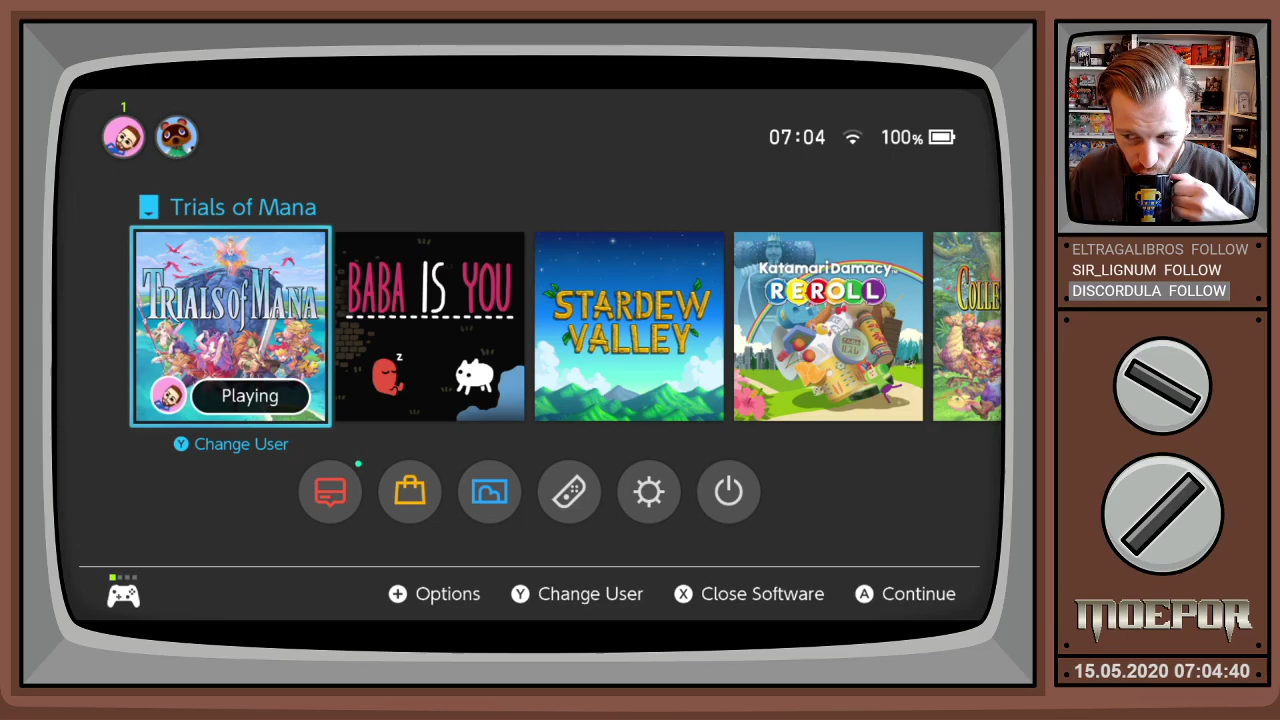 1
07:04
100%
Trials of Mana
TRIALS of MANA
Playing
BABA IS YOU
z
STARDEW
VALLEY
Katamari Damacy
REROLL
COLLE
Y Change User
+ Options
Y Change User
X Close Software
A Continue
ELTRAGALIBROS FOLLOW
SIR_LIGNUM FOLLOW
DISCORDULA FOLLOW
MOEPOR
15.05.2020 07:04:40